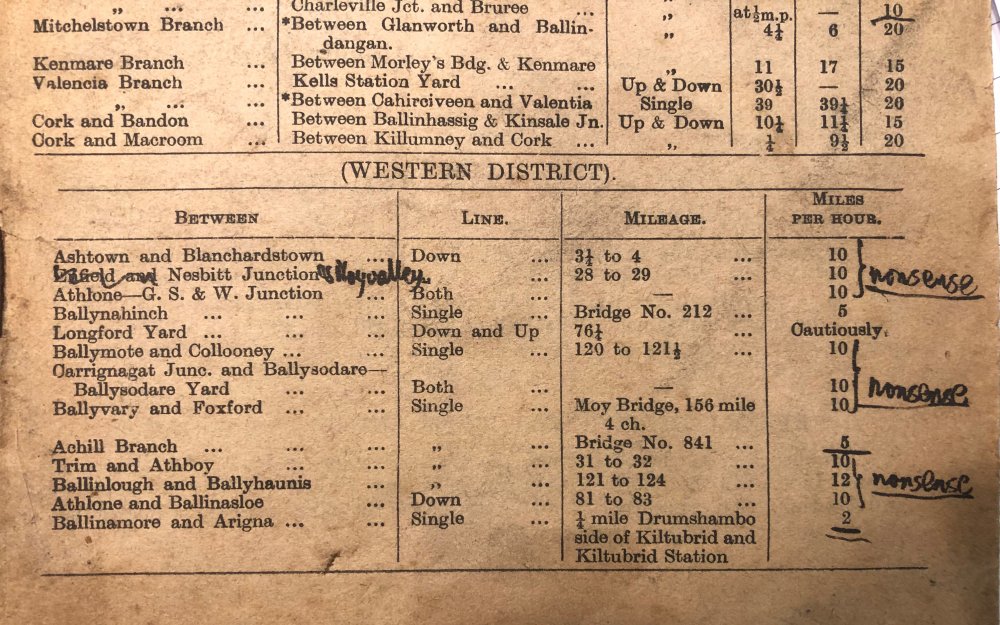 „ ... ... Charleville Jct. and Bruree ... „ at ½ m.p. — 10
Mitchelstown Branch ... *Between Glanworth and Ballin- „ 4¼ 6 20
dangan.
Kenmare Branch ... Between Morley's Bdg. & Kenmare „ 11 17 15
Valencia Branch ... Kells Station Yard ... ... Up & Down 30½ — 20
„ ... ... *Between Cahirciveen and Valentia Single 39 39¼ 20
Cork and Bandon ... Between Ballinhassig & Kinsale Jn. Up & Down 10½ 11¼ 15
Cork and Macroom ... Between Killumney and Cork ... „ ¼ 9½ 20
(WESTERN DISTRICT).
BETWEEN LINE. MILEAGE. MILES PER HOUR.
Ashtown and Blanchardstown ... Down 3¼ to 4 ... 10
Enfield and Nesbitt Junction & Moyvalley ... 28 to 29 ... 10 nonsense
Athlone—G. S. & W. Junction ... Both ... — 10
Ballynahinch ... ... ... Single ... Bridge No. 212 ... 5
Longford Yard ... ... ... Down and Up 76¼ ... Cautiously.
Ballymote and Collooney ... ... Single ... 120 to 121½ ... 10
Carrignagat Junc. and Ballysodare—
Ballysodare Yard ... ... Both ... — 10 nonsense
Ballyvary and Foxford ... ... Single ... Moy Bridge, 156 mile 10
4 ch.
Achill Branch ... ... ... „ ... Bridge No. 841 ... 5
Trim and Athboy ... ... „ ... 31 to 32 ... 10
Ballinlough and Ballyhaunis ... „ ... 121 to 124 ... 12 nonsense
Athlone and Ballinasloe ... Down ... 81 to 83 ... 10
Ballinamore and Arigna ... ... Single ... ¼ mile Drumshambo 2
side of Kiltubrid and
Kiltubrid Station